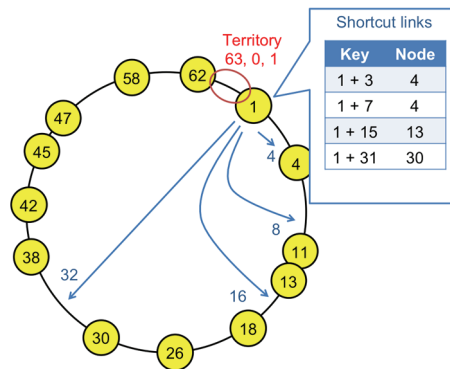 Shortcut links
Key Node
1 + 3 4
1 + 7 4
1 + 15 13
1 + 31 30
Territory
63, 0, 1
58
62
1
47
45
4
4
42
8
38
32
11
13
16
18
30
26